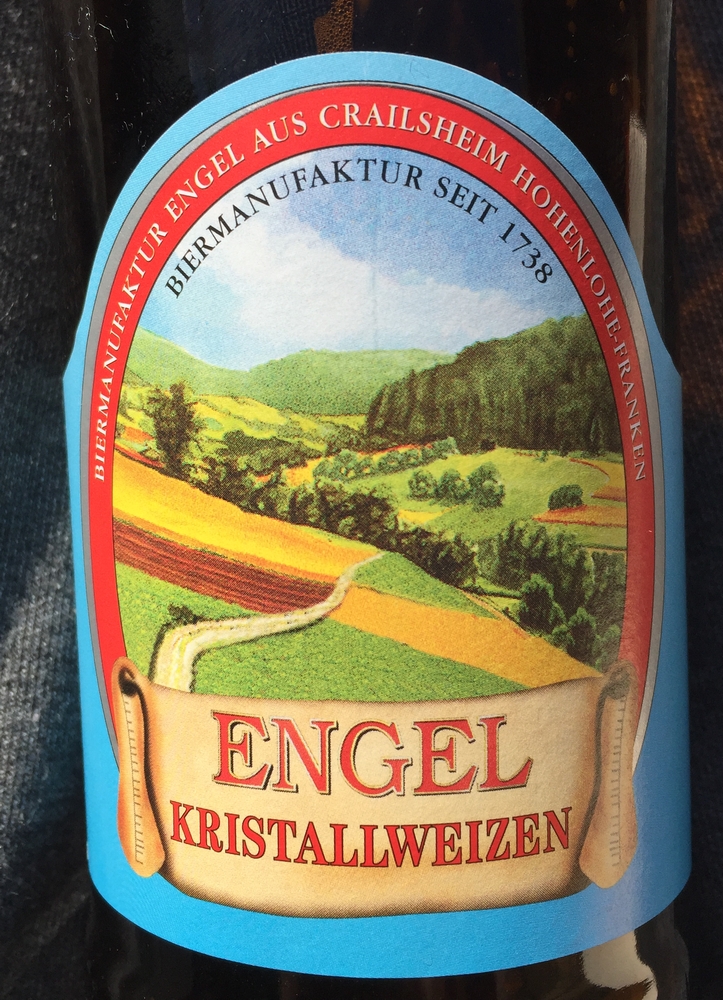 BIERMANUFAKTUR ENGEL AUS CRAILSHEIM HOHENLOHE-FRANKEN
BIERMANUFAKTUR SEIT 1738
ENGEL
KRISTALLWEIZEN